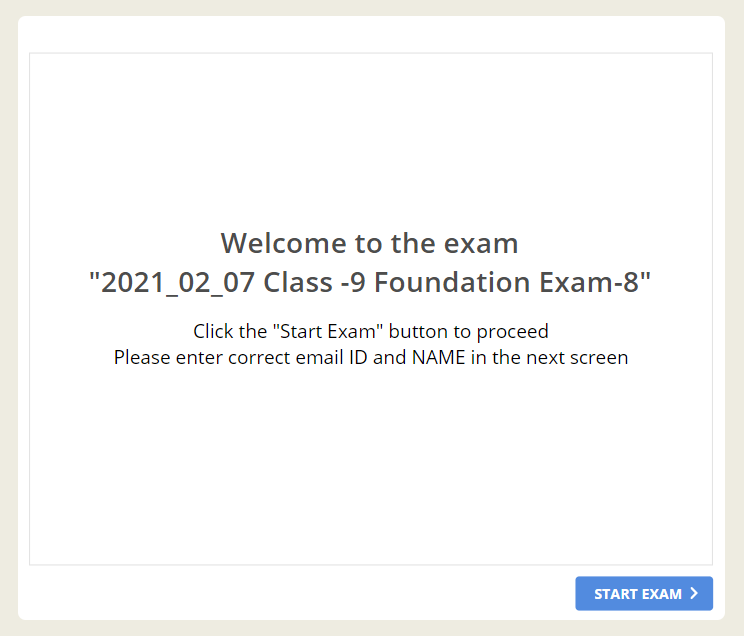 Welcome to the exam
"2021_02_07 Class -9 Foundation Exam-8"
Click the "Start Exam" button to proceed
Please enter correct email ID and NAME in the next screen
START EXAM